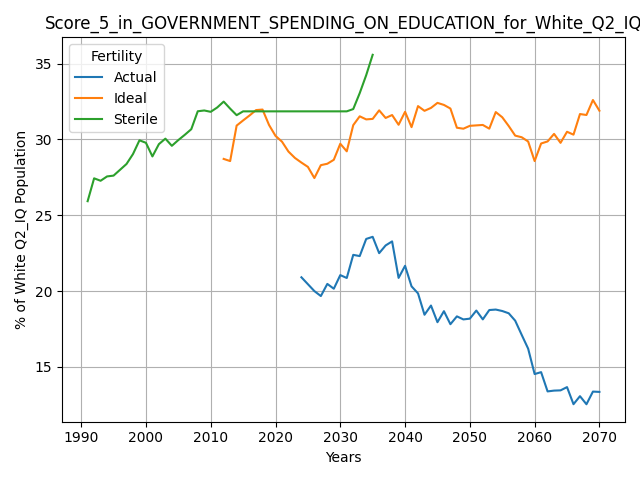 Score_5_in_GOVERNMENT_SPENDING_ON_EDUCATION_for_White_Q2_IQ
Fertility
Actual
Ideal
Sterile
% of White Q2_IQ Population
35
30
25
20
15
1990 2000 2010 2020 2030 2040 2050 2060 2070
Years